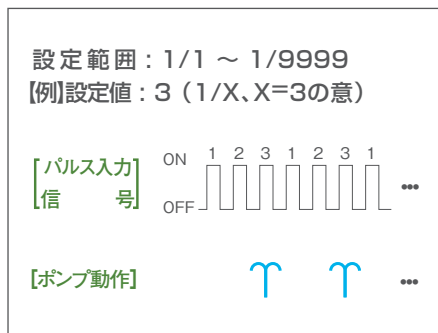 設定範囲：1/1 ～ 1/9999
【例】設定値：3（1/X、X=3の意）
1 2 3 1 2 3 1
[パルス入力
信　　号]
ON
OFF
…
[ポンプ動作]
…